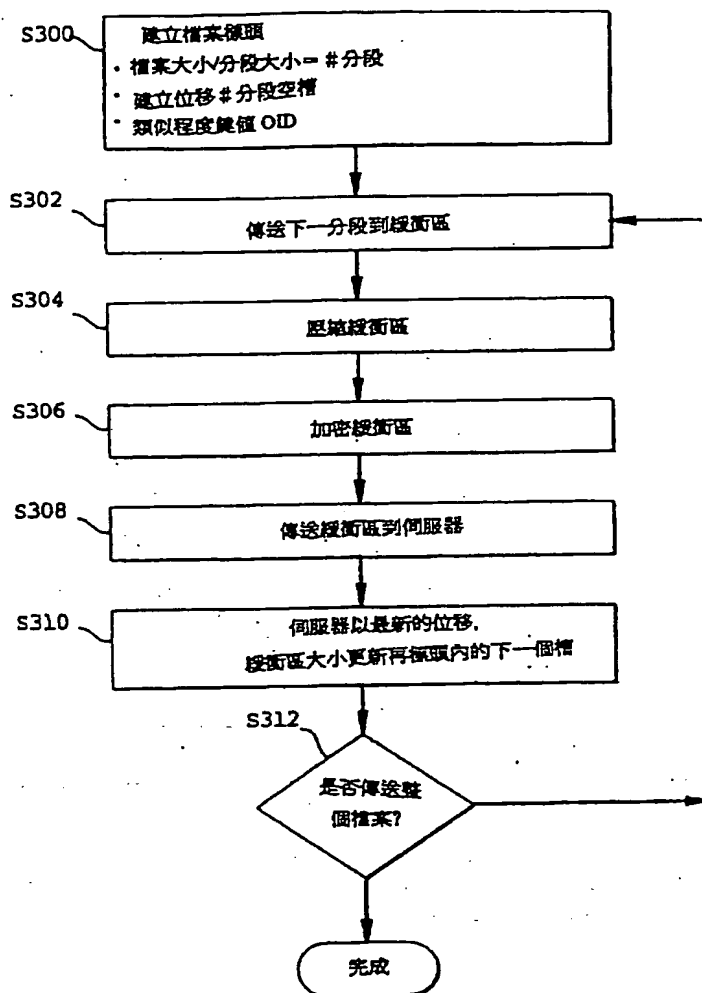 S300
建立檔案標頭
· 檔案大小/分段大小= #分段
· 建立位移 # 分段空槽
· 類似程度鍵值 OID
S302
傳送下一分段到緩衝區
S304
壓縮緩衝區
S306
加密緩衝區
S308
傳送緩衝區到伺服器
S310
伺服器以最新的位移,
緩衝區大小更新再標頭內的下一個槽
S312
是否傳送整
個檔案?
完成